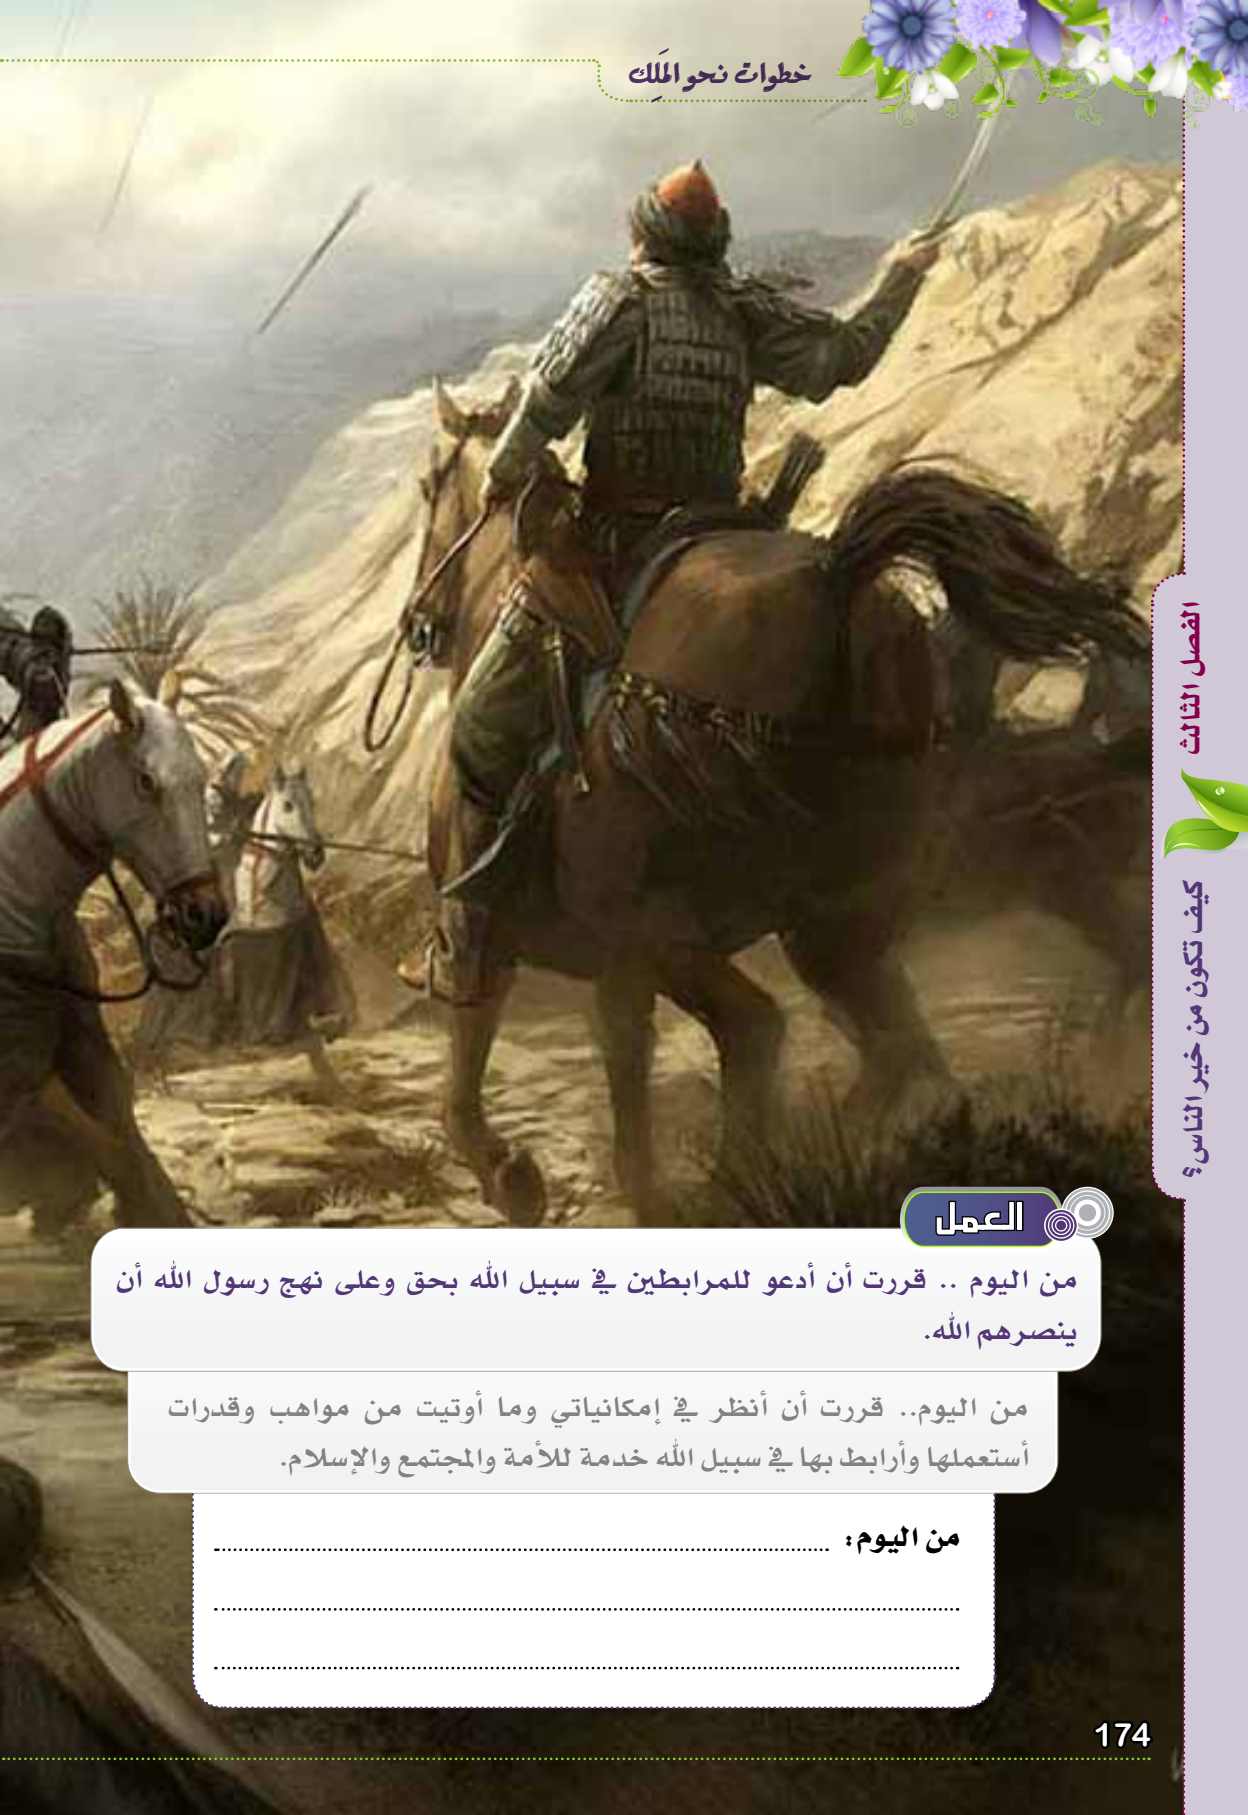 خطوات نحو المَلِك
الفصل الثالث
كيف تكون من خير الناس؟
العمل
من اليوم .. قررت أن أدعو للمرابطين في سبيل الله بحق وعلى نهج رسول الله أن
ينصرهم الله.
من اليوم.. قررت أن أنظر في إمكانياتي وما أوتيت من مواهب وقدرات
أستعملها وأرابط بها في سبيل الله خدمة للأمة والمجتمع والإسلام.
من اليوم:
174